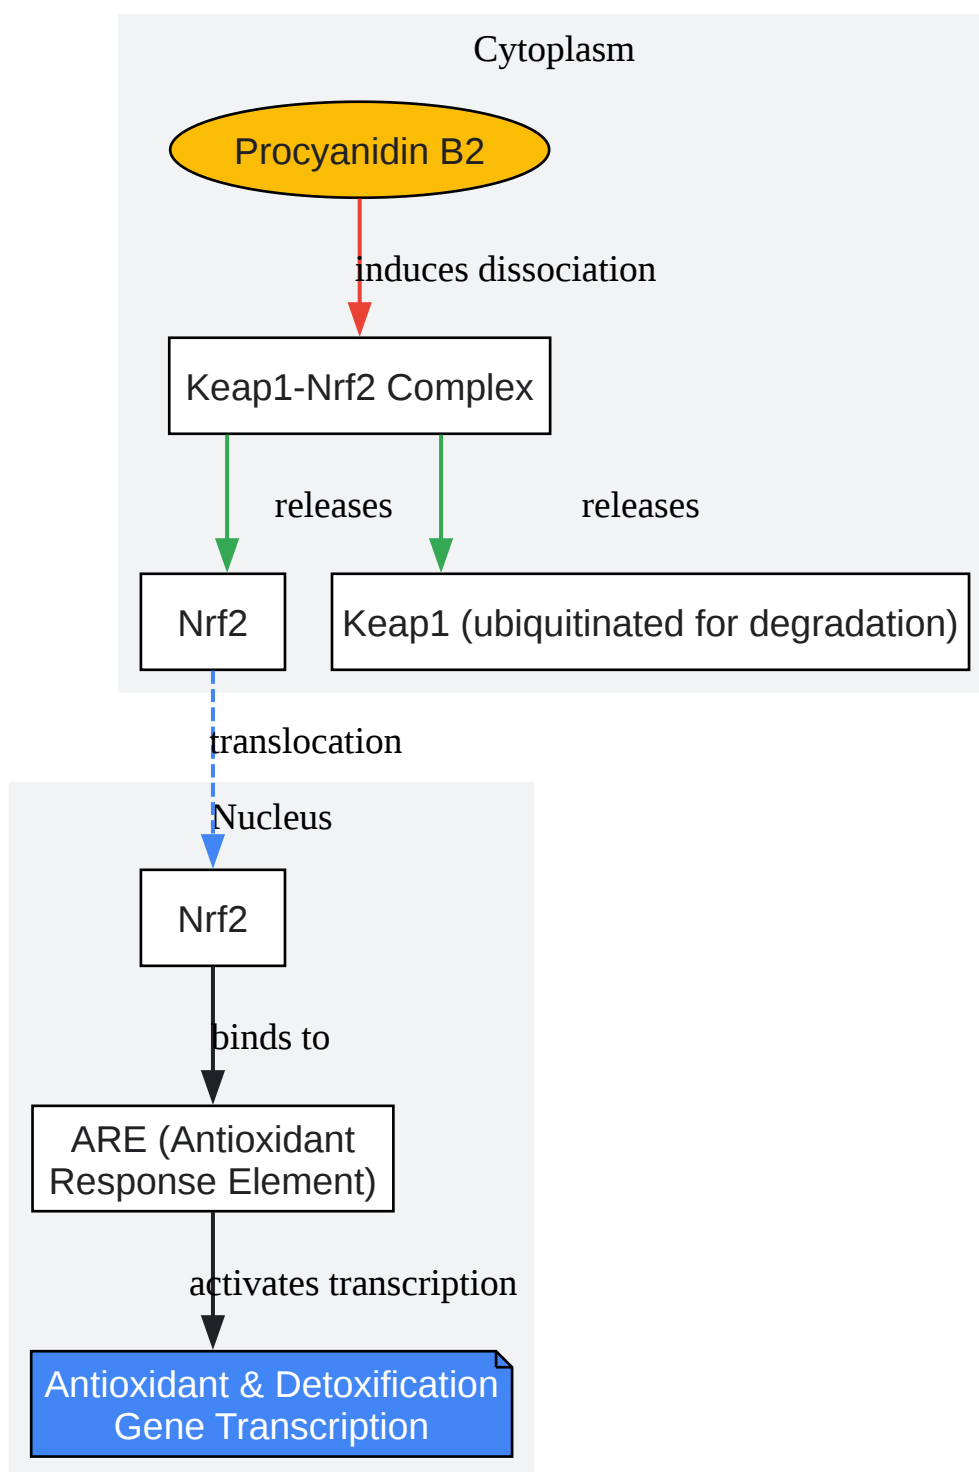 Cytoplasm
Procyanidin B2
induces dissociation
Keap1-Nrf2 Complex
releases
releases
Nrf2
Keap1 (ubiquitinated for degradation)
translocation
Nucleus
Nrf2
binds to
ARE (Antioxidant
Response Element)
activates transcription
Antioxidant & Detoxification
Gene Transcription